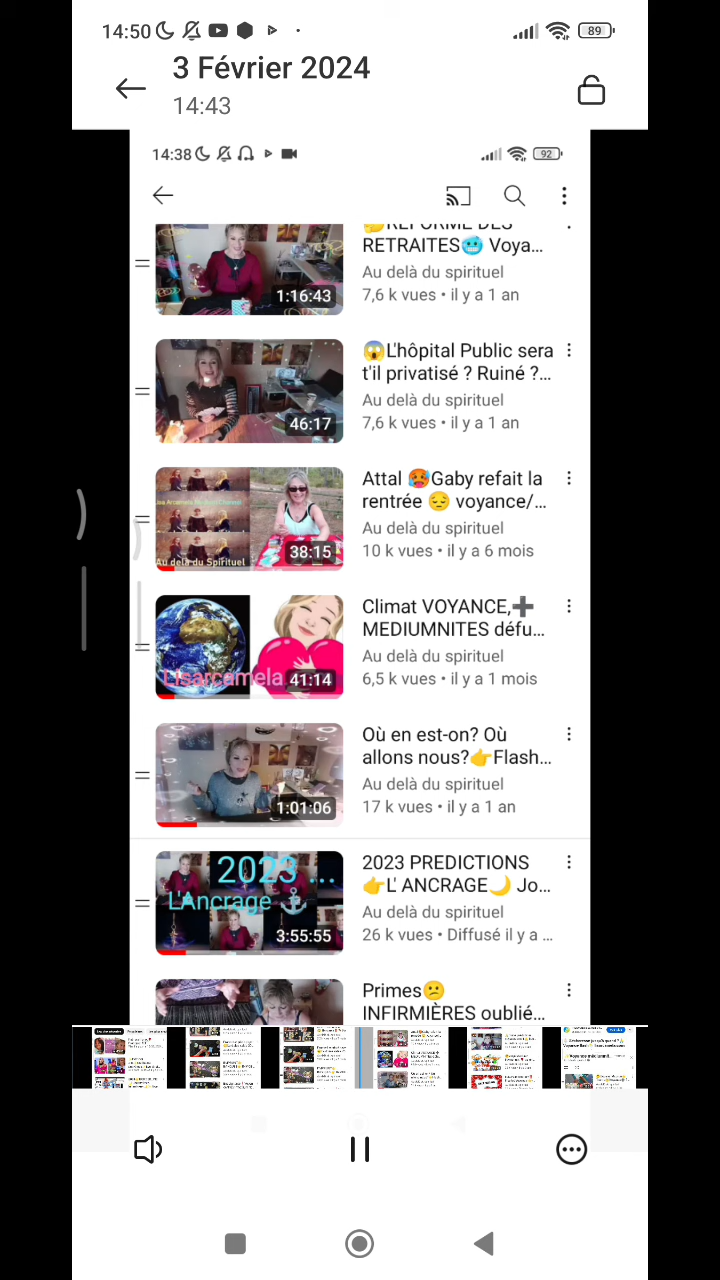 14:50
89
3 Février 2024
14:43
14:38
92
RÉFORME DES
RETRAITES🥶 Voya...
Au delà du spirituel
7,6 k vues • il y a 1 an
1:16:43
😱L'hôpital Public sera
t'il privatisé ? Ruiné ?...
Au delà du spirituel
7,6 k vues • il y a 1 an
46:17
Attal 🥵Gaby refait la
rentrée 😔 voyance/...
Au delà du spirituel
10 k vues • il y a 6 mois
Au delà du Spirituel
38:15
Climat VOYANCE,➕
MEDIUMNITES défu...
Au delà du spirituel
6,5 k vues • il y a 1 mois
Lisarcamela
41:14
Où en est-on? Où
allons nous?👉Flash...
Au delà du spirituel
17 k vues • il y a 1 an
1:01:06
2023 ...
L'Ancrage ⚓
3:55:55
2023 PREDICTIONS
👉L' ANCRAGE🌙 Jo...
Au delà du spirituel
26 k vues • Diffusé il y a ...
Primes😕
INFIRMIÈRES oublié...